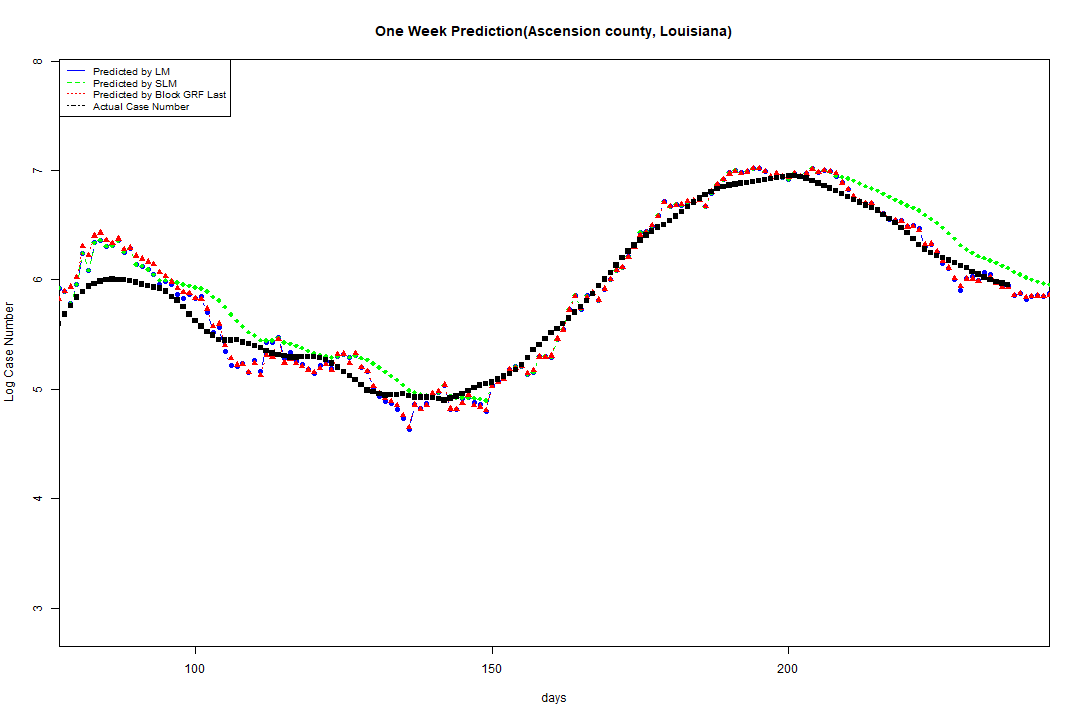 One Week Prediction(Ascension county, Louisiana)
Predicted by LM
Predicted by SLM
Predicted by Block GRF Last
Actual Case Number
Log Case Number
8
7
6
5
4
3
100 150 200
days